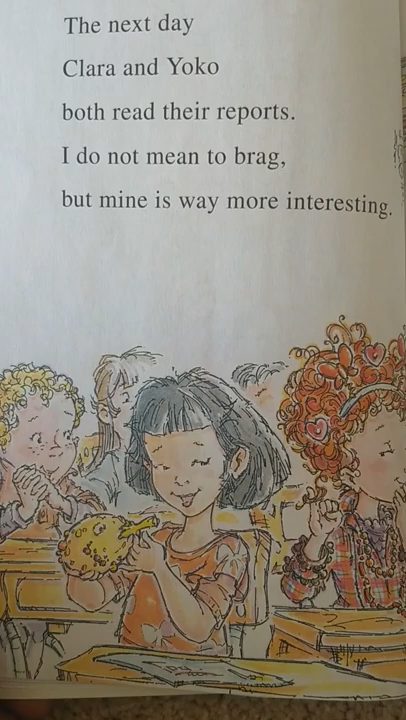 The next day
Clara and Yoko
both read their reports.
I do not mean to brag,
but mine is way more interesting.